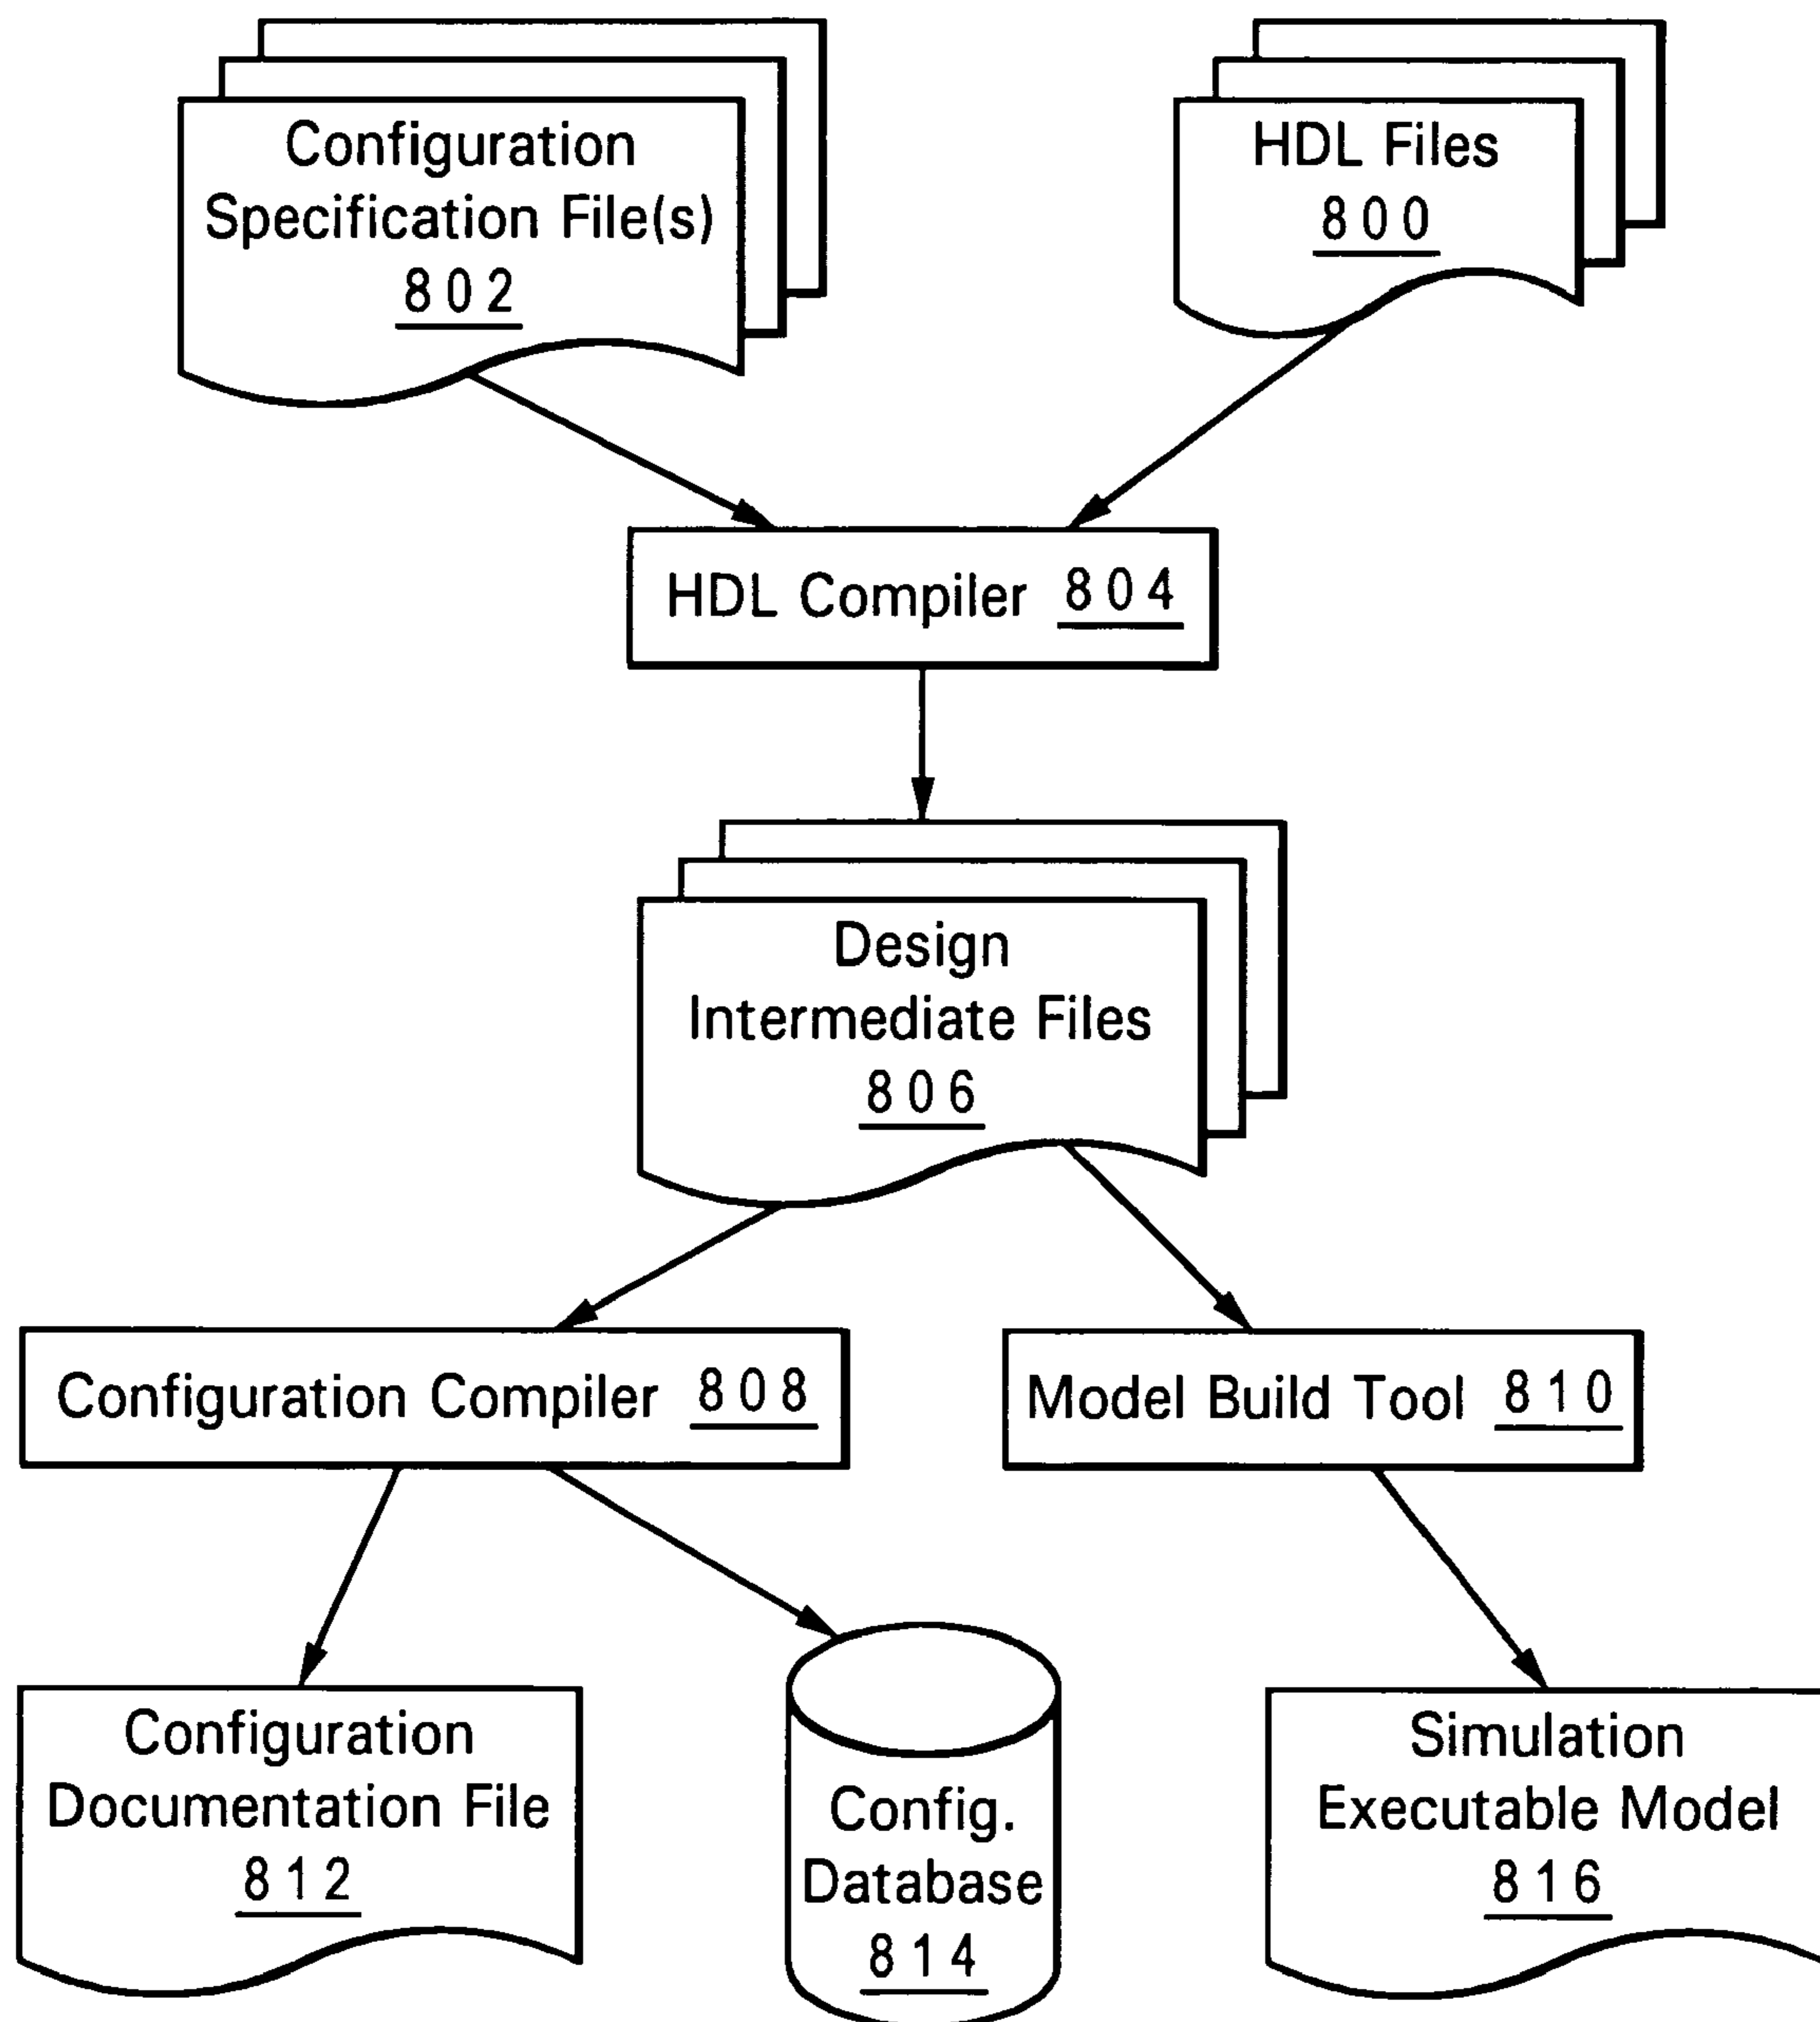 Configuration
Specification File(s)
802
HDL Files
800
HDL Compiler 804
Design
Intermediate Files
806
Configuration Compiler 808
Model Build Tool 810
Configuration
Documentation File
812
Config.
Database
814
Simulation
Executable Model
816